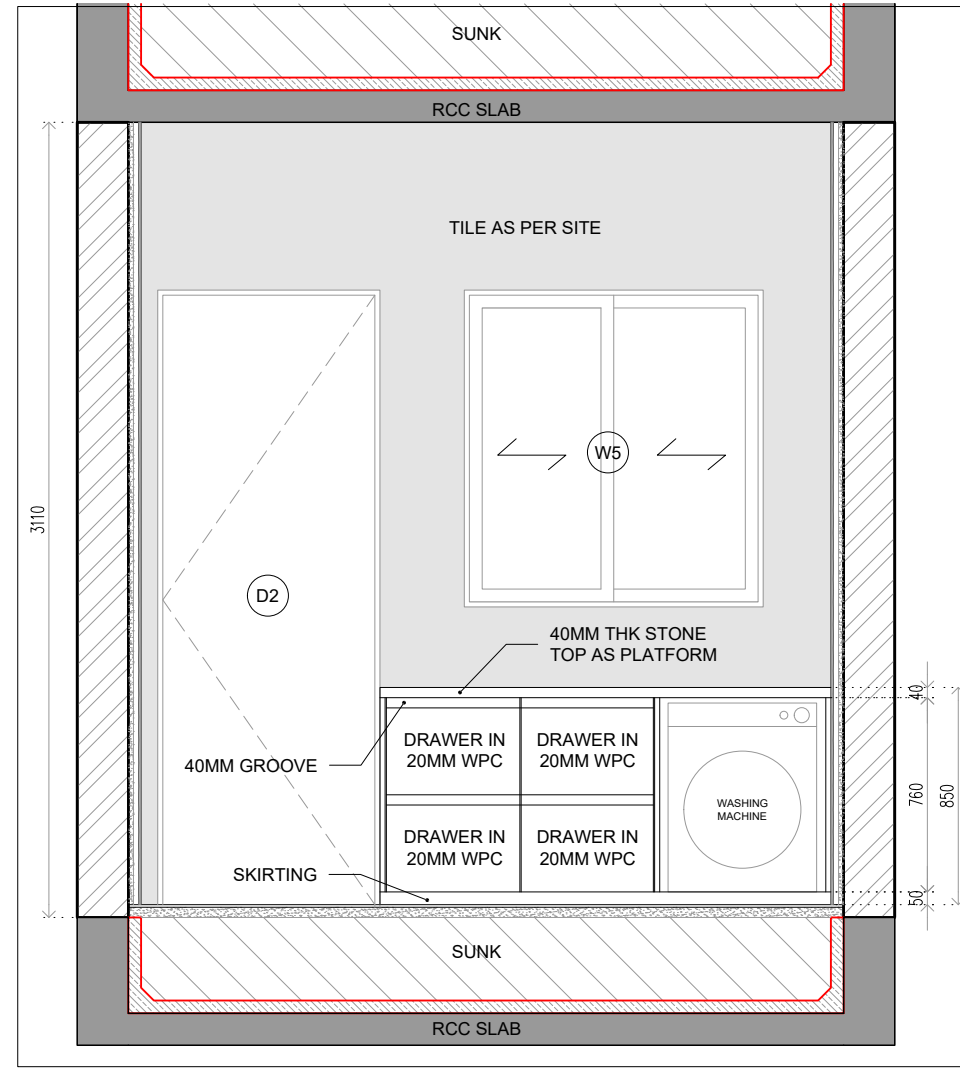 SUNK
RCC SLAB
TILE AS PER SITE
3110
W5
D2
40MM THK STONE
TOP AS PLATFORM
40
40MM GROOVE
DRAWER IN
20MM WPC
DRAWER IN
20MM WPC
760
850
WASHING
MACHINE
DRAWER IN
20MM WPC
DRAWER IN
20MM WPC
SKIRTING
50
SUNK
RCC SLAB